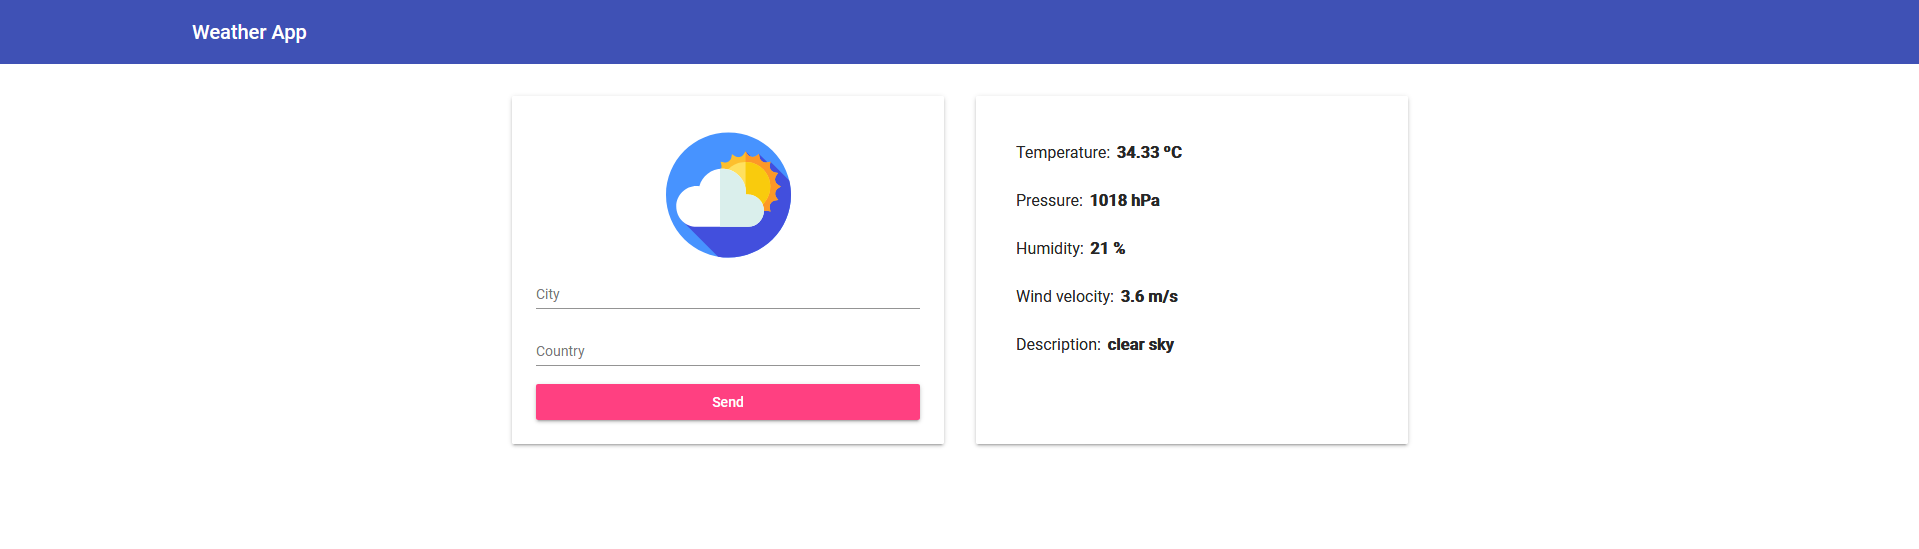 Weather App
City
Country
Send
Temperature: 34.33 ºC
Pressure: 1018 hPa
Humidity: 21 %
Wind velocity: 3.6 m/s
Description: clear sky